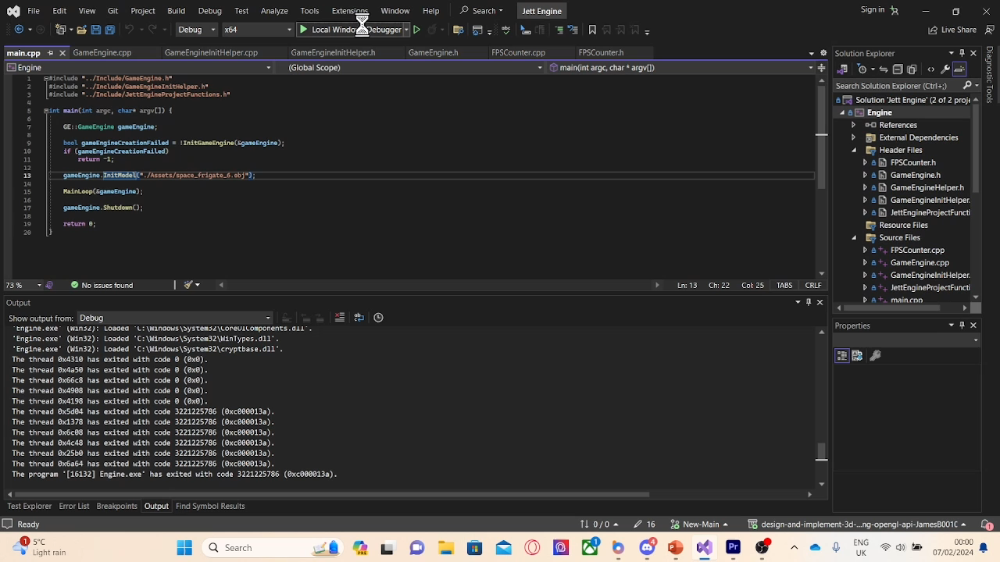 File Edit View Git Project Build Debug Test Analyze Tools Extensions Window Help Search Jett Engine Sign in
Debug x64 Local Windo Debugger Live Share
main.cpp GameEngine.cpp GameEngineInitHelper.cpp GameEngineInitHelper.h GameEngine.h FPSCounter.cpp FPSCounter.h
Engine (Global Scope) main(int argc, char * argv[])
1 #include "../Include/GameEngine.h"
2 #include "../Include/GameEngineInitHelper.h"
3 #include "../Include/JettEngineProjectFunctions.h"
4
5 int main(int argc, char* argv[]) {
6
7 GE::GameEngine gameEngine;
8
9 bool gameEngineCreationFailed = !InitGameEngine(&gameEngine);
10 if (gameEngineCreationFailed)
11 return -1;
12
13 gameEngine.InitModel("./Assets/space_frigate_6.obj");
14
15 MainLoop(&gameEngine);
16
17 gameEngine.Shutdown();
18
19 return 0;
20 }
73 % No issues found Ln: 13 Ch: 22 Col: 25 TABS CRLF
Output
Show output from: Debug
'Engine.exe' (Win32): Loaded 'C:\Windows\System32\CoreUIComponents.dll'.
'Engine.exe' (Win32): Loaded 'C:\Windows\System32\WinTypes.dll'.
'Engine.exe' (Win32): Loaded 'C:\Windows\System32\cryptbase.dll'.
The thread 0x4310 has exited with code 0 (0x0).
The thread 0x4a50 has exited with code 0 (0x0).
The thread 0x66c8 has exited with code 0 (0x0).
The thread 0x4908 has exited with code 0 (0x0).
The thread 0x4198 has exited with code 0 (0x0).
The thread 0x5d04 has exited with code 3221225786 (0xc000013a).
The thread 0x1378 has exited with code 3221225786 (0xc000013a).
The thread 0x6c08 has exited with code 3221225786 (0xc000013a).
The thread 0x4c48 has exited with code 3221225786 (0xc000013a).
The thread 0x25b0 has exited with code 3221225786 (0xc000013a).
The thread 0x6a64 has exited with code 3221225786 (0xc000013a).
The program '[16132] Engine.exe' has exited with code 3221225786 (0xc000013a).
Test Explorer Error List Breakpoints Output Find Symbol Results
Solution Explorer
Search Solution Explorer (Ctrl+;)
Solution 'Jett Engine' (2 of 2 proje
Engine
References
External Dependencies
Header Files
FPSCounter.h
GameEngine.h
GameEngineHelper.h
GameEngineInitHelper.
JettEngineProjectFuncti
Resource Files
Source Files
FPSCounter.cpp
GameEngine.cpp
GameEngineInitHelper.
JettEngineProjectFuncti
main.cpp
Properties
Diagnostic Tools
Ready 0 / 0 16 New-Main design-and-implement-3d-...ng-opengl-api-JamesB001C 1
1 5°C
Light rain
Search
1
4
Pr
ENG
UK
00:00
07/02/2024